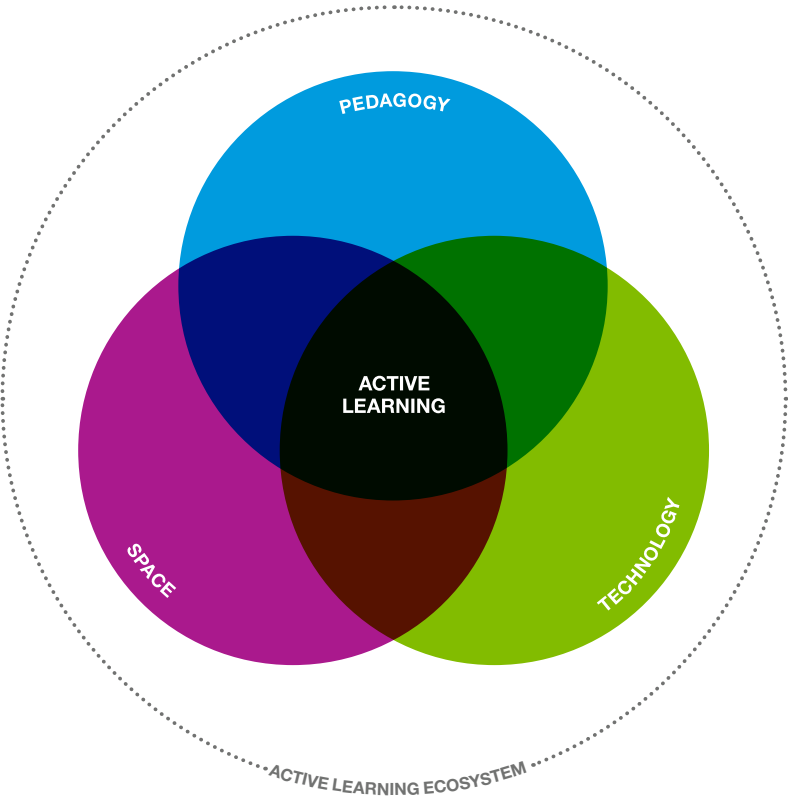 PEDAGOGY
ACTIVE
LEARNING
SPACE
TECHNOLOGY
ACTIVE LEARNING ECOSYSTEM